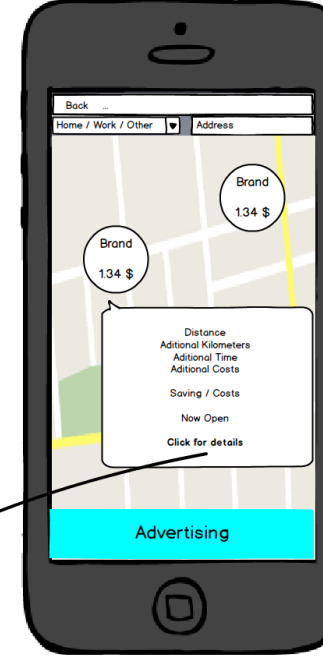 Back ...
Home / Work / Other
Address
Brand
1.34 $
Brand
1.34 $
Distance
Aditional Kilometers
Aditional Time
Aditional Costs
Saving / Costs
Now Open
Click for details
Advertising